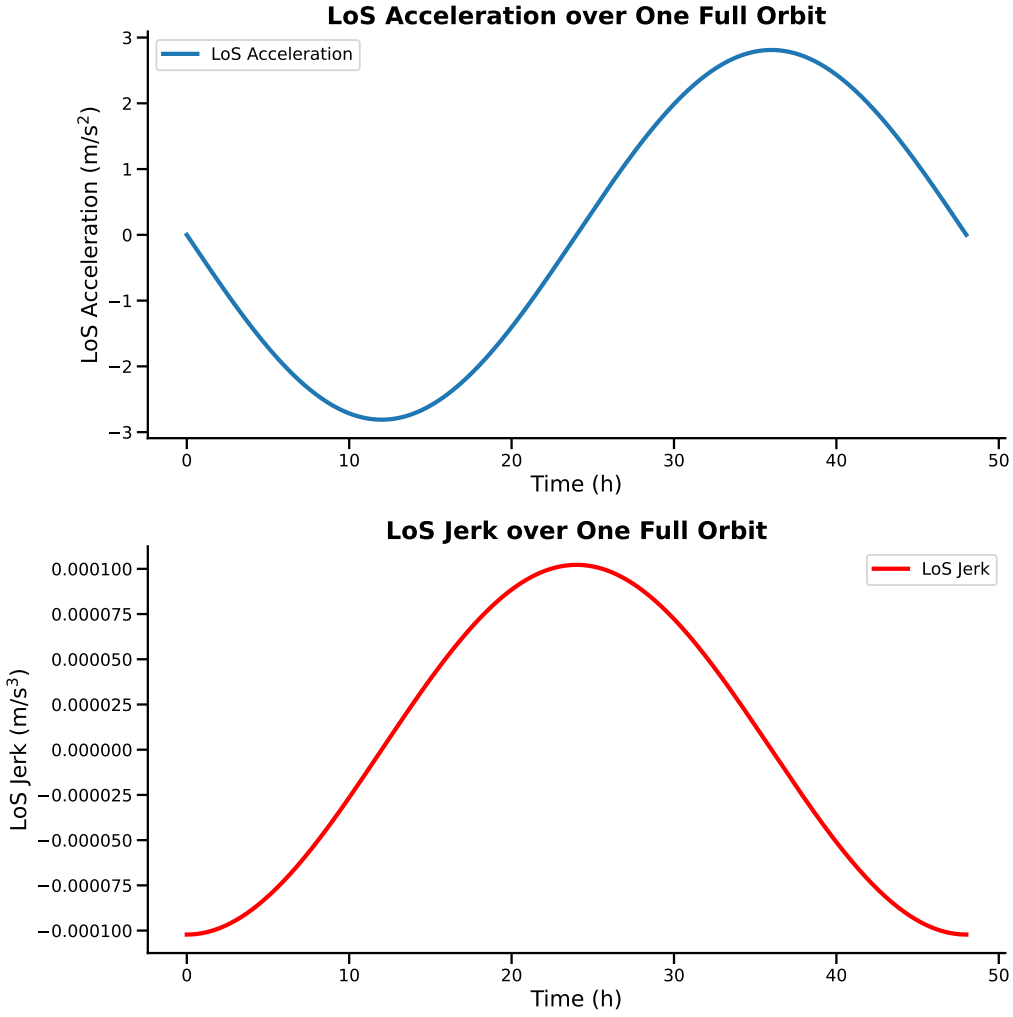 LoS Acceleration over One Full Orbit
LoS Acceleration
3
2
1
0
−1
−2
−3
LoS Acceleration (m/s²)
0 10 20 30 40 50
Time (h)
LoS Jerk over One Full Orbit
LoS Jerk
0.000100
0.000075
0.000050
0.000025
0.000000
−0.000025
−0.000050
−0.000075
−0.000100
LoS Jerk (m/s³)
0 10 20 30 40 50
Time (h)